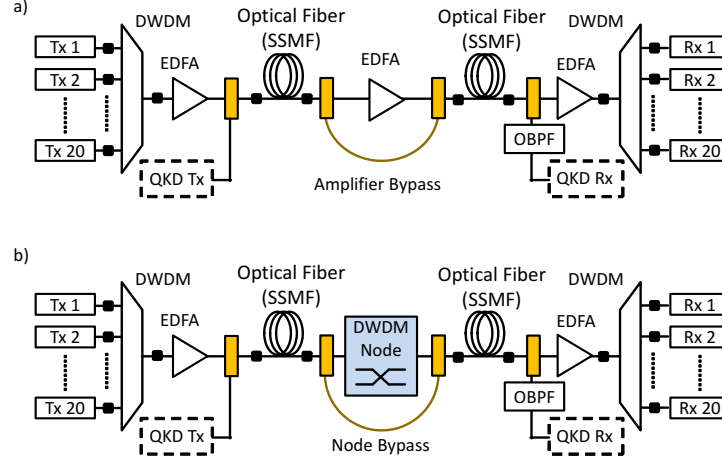 a)
DWDM
Optical Fiber
(SSMF)
Optical Fiber
(SSMF)
DWDM
Tx 1
EDFA
EDFA
EDFA
Rx 1
Tx 2
Rx 2
Tx 20
OBPF
Rx 20
QKD Tx
Amplifier Bypass
QKD Rx
b)
DWDM
Optical Fiber
(SSMF)
Optical Fiber
(SSMF)
DWDM
Tx 1
EDFA
DWDM
Node
EDFA
Rx 1
Tx 2
Rx 2
Tx 20
OBPF
Rx 20
QKD Tx
Node Bypass
QKD Rx